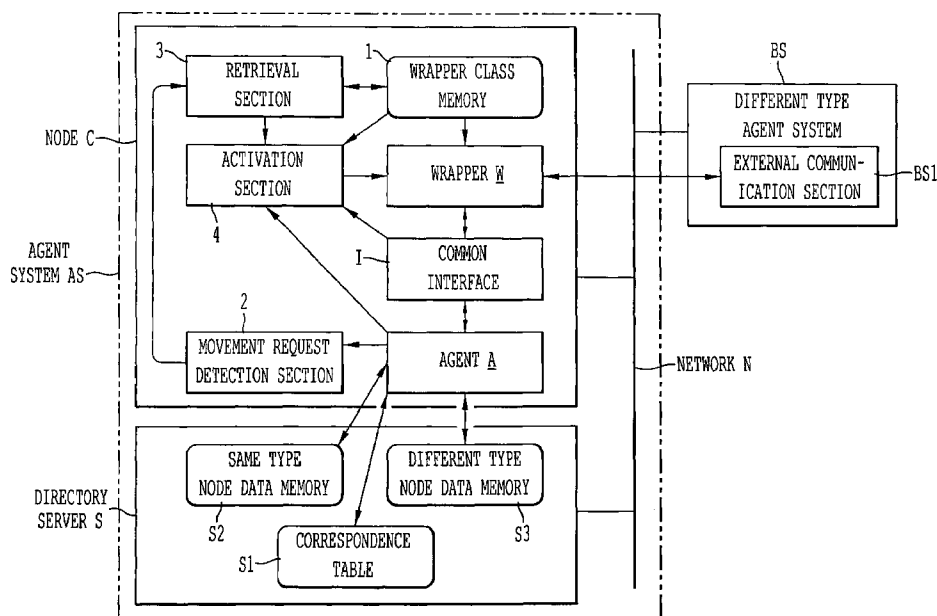 3
RETRIEVAL
SECTION
1
WRAPPER CLASS
MEMORY
BS
DIFFERENT TYPE
AGENT SYSTEM
EXTERNAL COMMUN-
ICATION SECTION
BS1
NODE C
ACTIVATION
SECTION
4
WRAPPER W
I
COMMON
INTERFACE
AGENT
SYSTEM AS
2
MOVEMENT REQUEST
DETECTION SECTION
AGENT A
NETWORK N
DIRECTORY
SERVER S
SAME TYPE
NODE DATA MEMORY
S2
DIFFERENT TYPE
NODE DATA MEMORY
S3
S1
CORRESPONDENCE
TABLE